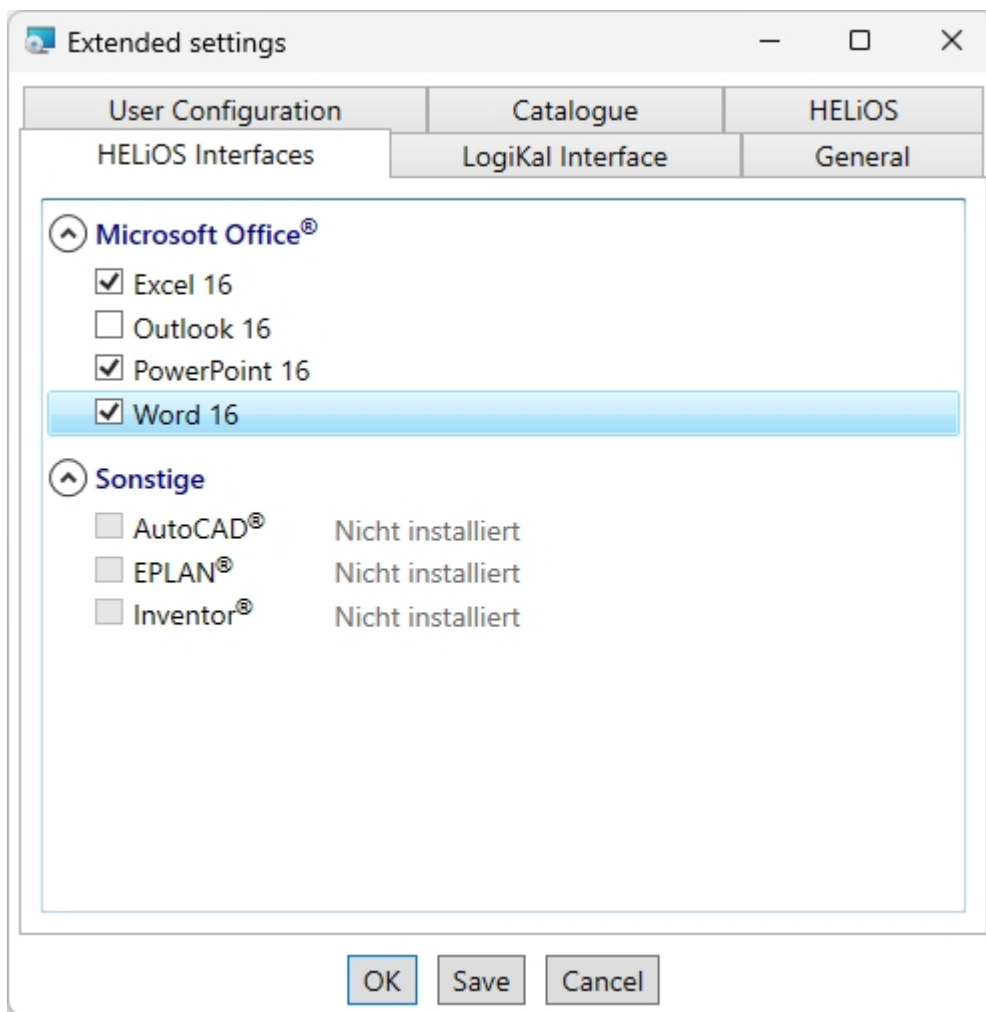 Extended settings
User Configuration Catalogue HELiOS
HELiOS Interfaces LogiKal Interface General
Microsoft Office®
Excel 16
Outlook 16
PowerPoint 16
Word 16
Sonstige
AutoCAD® Nicht installiert
EPLAN® Nicht installiert
Inventor® Nicht installiert
OK Save Cancel